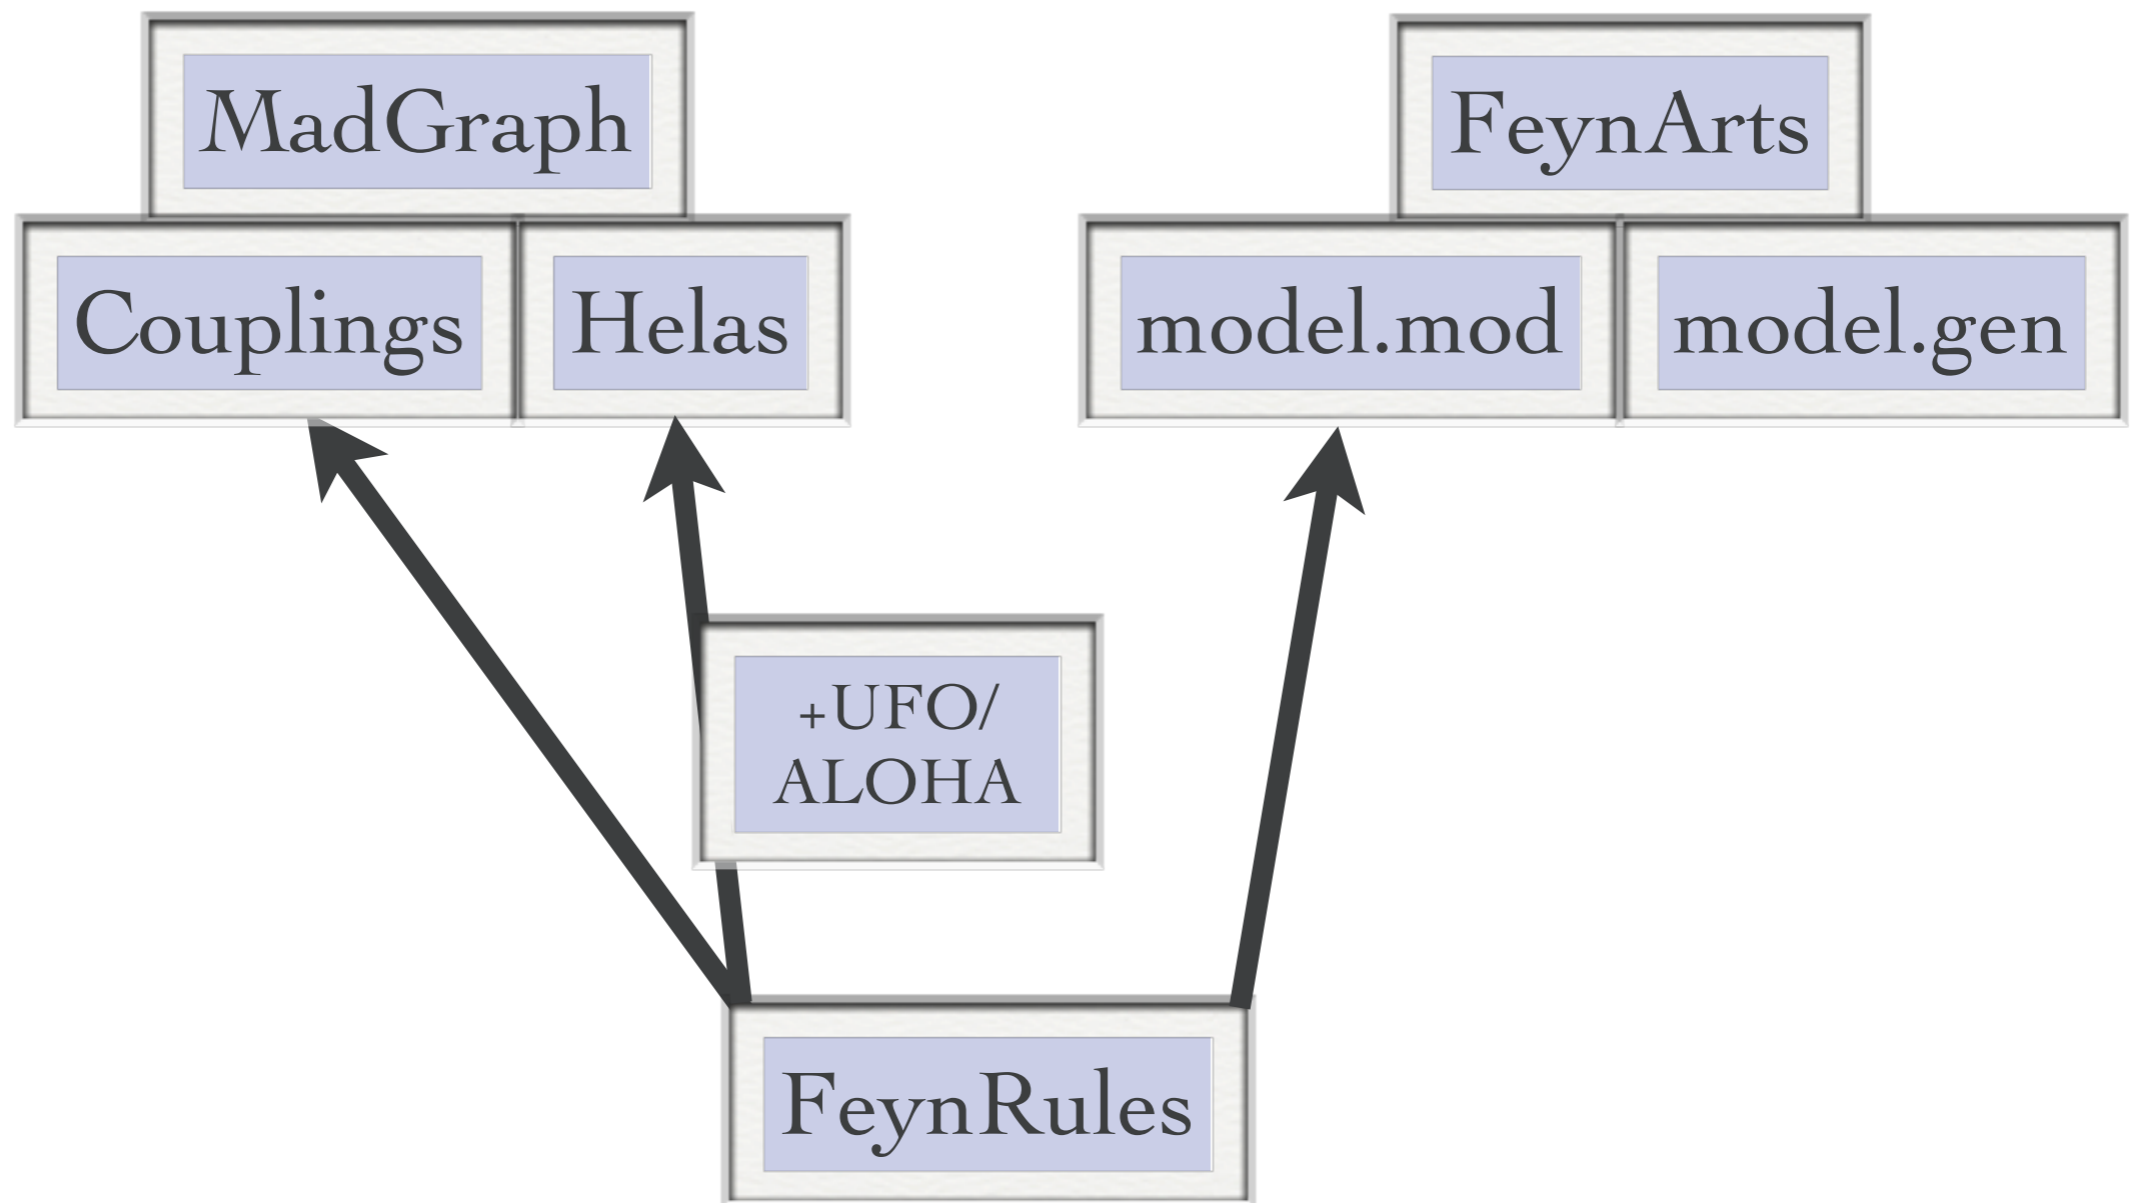 MadGraph
FeynArts
Couplings
Helas
model.mod
model.gen
+UFO/
ALOHA
FeynRules